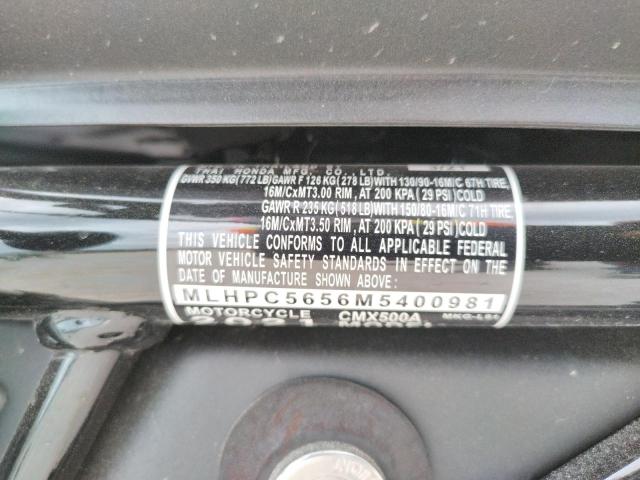 THAI HONDA MFG. CO., LTD.
GVWR 350 KG(772 LB)GAWR F 126 KG(278 LB)WITH 130/90-16M/C 67H TIRE,
16M/CxMT3.00 RIM, AT 200 KPA(29 PSI)COLD
GAWR R 235 KG(518 LB)WITH 150/80-16M/C 71H TIRE,
16M/CxMT3.50 RIM, AT 200 KPA(29 PSI)COLD
THIS VEHICLE CONFORMS TO ALL APPLICABLE FEDERAL
MOTOR VEHICLE SAFETY STANDARDS IN EFFECT ON THE
DATE OF MANUFACTURE SHOWN ABOVE:
MLHPC5656M5400981
MOTORCYCLE CMX500A
2021 MODEL